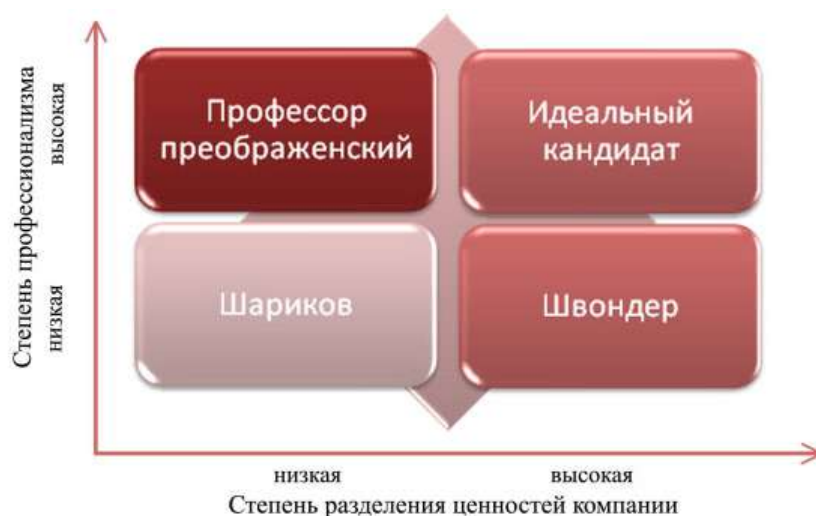 Степень профессионализма
высокая
низкая
Профессор
преображенский
Идеальный
кандидат
Шариков
Швондер
низкая
высокая
Степень разделения ценностей компании